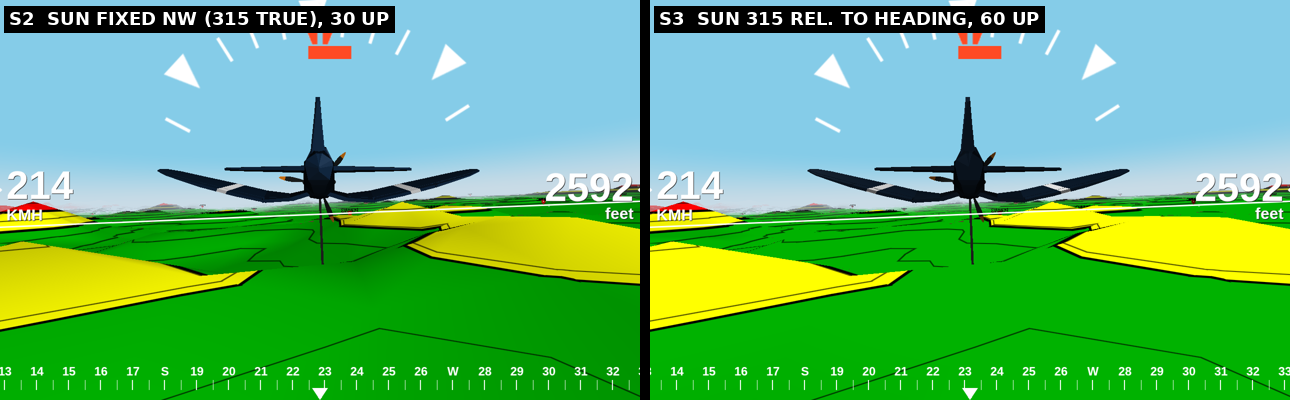 S2 SUN FIXED NW (315 TRUE), 30 UP
214
KMH
2592
feet
13 14 15 16 17 S 19 20 21 22 23 24 25 26 W 28 29 30 31 32
S3 SUN 315 REL. TO HEADING, 60 UP
214
KMH
2592
feet
14 15 16 17 S 19 20 21 22 23 24 25 26 W 28 29 30 31 32 33